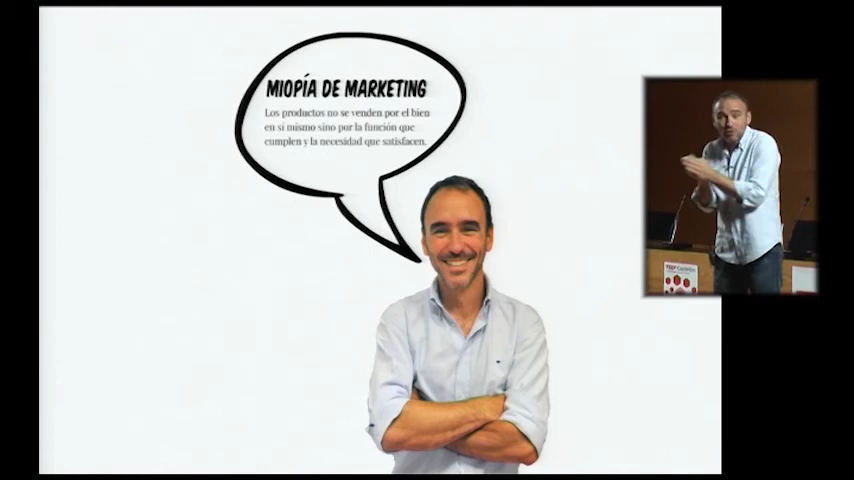 MIOPÍA DE MARKETING
Los productos no se venden por el bien
en sí mismo sino por la función que
cumplen y la necesidad que satisfacen.
TEDxCastellón